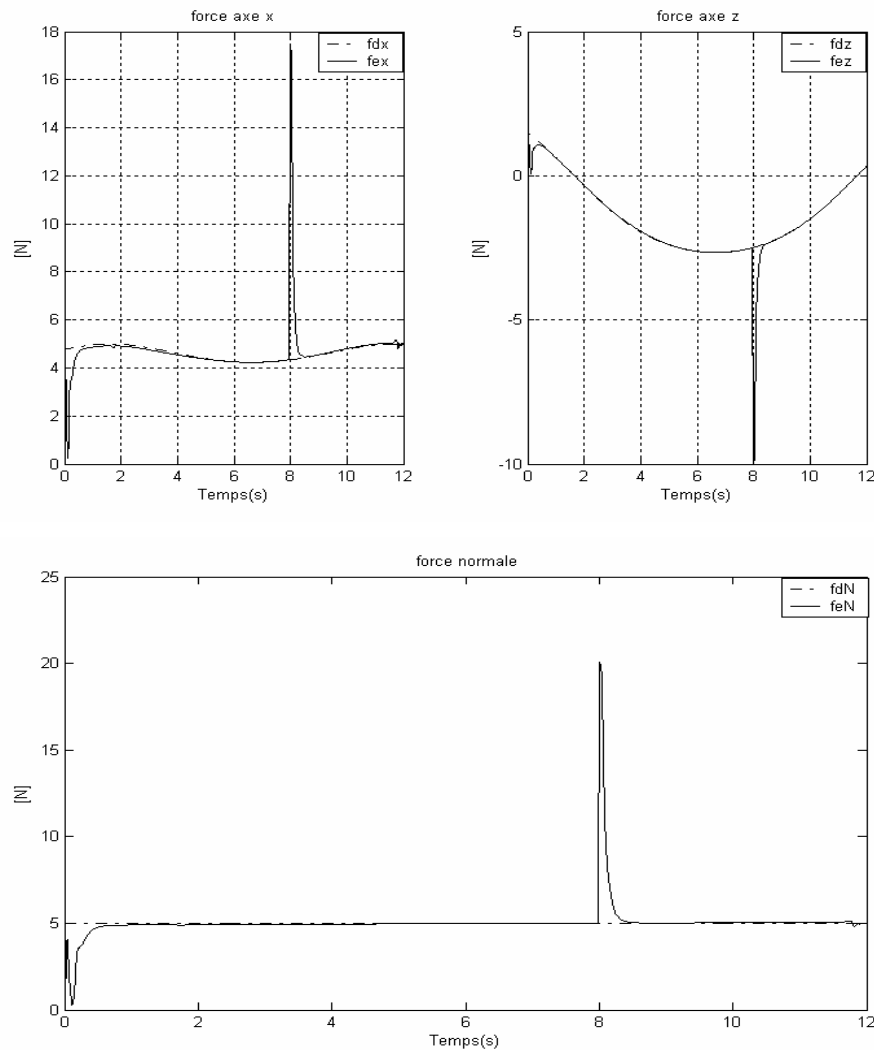 force axe x
fdx
fex
18
16
14
12
10
8
6
4
2
0
[N]
0 2 4 6 8 10 12
Temps(s)
force axe z
fdz
fez
5
0
-5
-10
[N]
0 2 4 6 8 10 12
Temps(s)
force normale
fdN
feN
25
20
15
10
5
0
[N]
0 2 4 6 8 10 12
Temps(s)